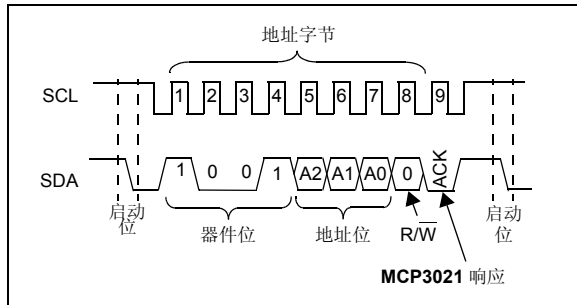 地址字节
SCL 1 2 3 4 5 6 7 8 9
SDA 1 0 0 1 A2 A1 A0 0 ACK
启动
位
器件位
地址位
R/W̅
启动
位
MCP3021 响应